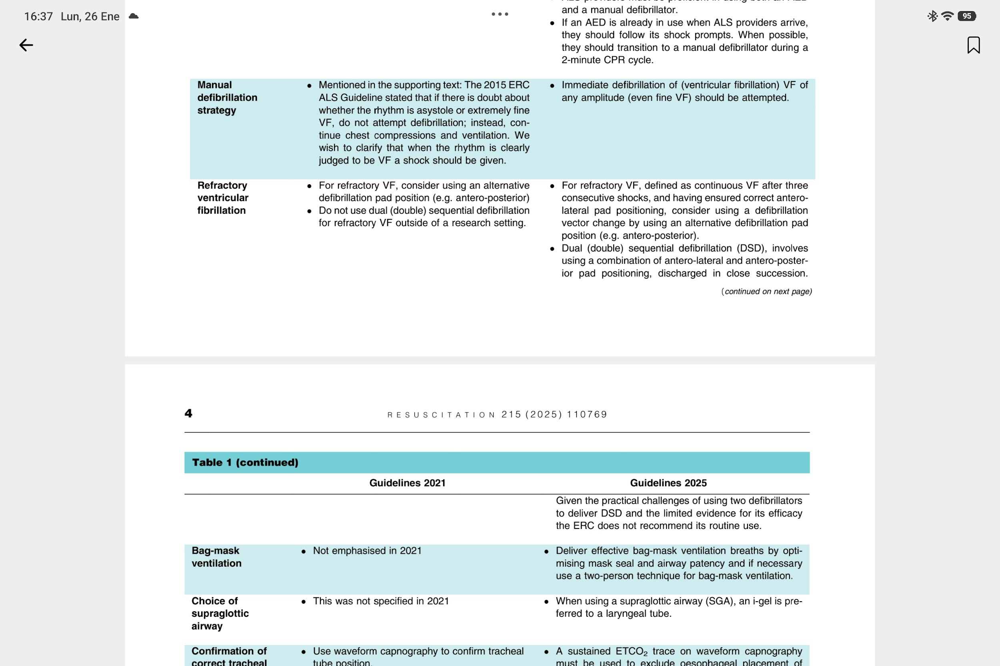 16:37 Lun, 26 Ene
95
and a manual defibrillator.
• If an AED is already in use when ALS providers arrive,
they should follow its shock prompts. When possible,
they should transition to a manual defibrillator during a
2-minute CPR cycle.
Manual
defibrillation
strategy
• Mentioned in the supporting text: The 2015 ERC
ALS Guideline stated that if there is doubt about
whether the rhythm is asystole or extremely fine
VF, do not attempt defibrillation; instead, con-
tinue chest compressions and ventilation. We
wish to clarify that when the rhythm is clearly
judged to be VF a shock should be given.
• Immediate defibrillation of (ventricular fibrillation) VF of
any amplitude (even fine VF) should be attempted.
Refractory
ventricular
fibrillation
• For refractory VF, consider using an alternative
defibrillation pad position (e.g. antero-posterior)
• Do not use dual (double) sequential defibrillation
for refractory VF outside of a research setting.
• For refractory VF, defined as continuous VF after three
consecutive shocks, and having ensured correct antero-
lateral pad positioning, consider using a defibrillation
vector change by using an alternative defibrillation pad
position (e.g. antero-posterior).
• Dual (double) sequential defibrillation (DSD), involves
using a combination of antero-lateral and antero-poster-
ior pad positioning, discharged in close succession.
(continued on next page)
4
RESUSCITATION 215 (2025) 110769
Table 1 (continued)
Guidelines 2021
Guidelines 2025
Given the practical challenges of using two defibrillators
to deliver DSD and the limited evidence for its efficacy
the ERC does not recommend its routine use.
Bag-mask
ventilation
• Not emphasised in 2021
• Deliver effective bag-mask ventilation breaths by opti-
mising mask seal and airway patency and if necessary
use a two-person technique for bag-mask ventilation.
Choice of
supraglottic
airway
• This was not specified in 2021
• When using a supraglottic airway (SGA), an i-gel is pre-
ferred to a laryngeal tube.
Confirmation of
correct tracheal
• Use waveform capnography to confirm tracheal
tube position.
• A sustained ETCO₂ trace on waveform capnography
must be used to exclude oesophageal placement of